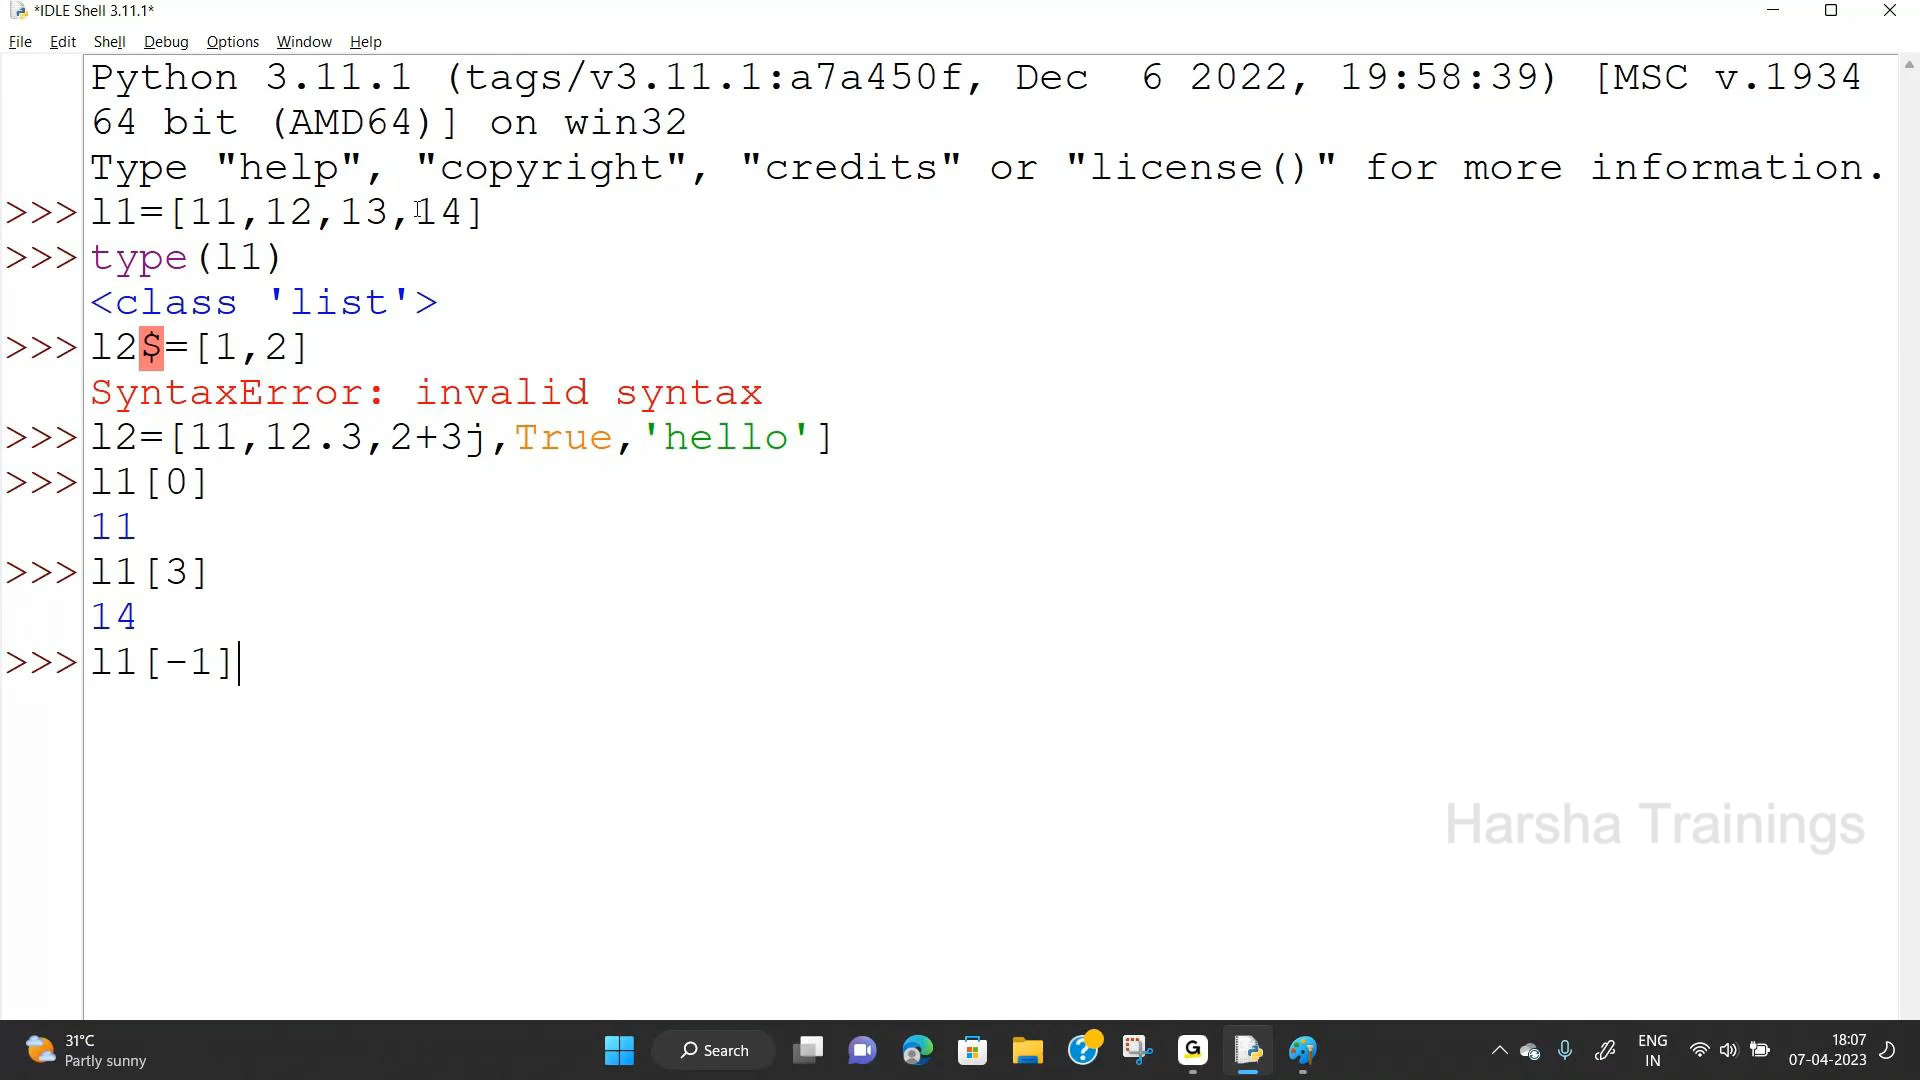 *IDLE Shell 3.11.1*
File Edit Shell Debug Options Window Help
Python 3.11.1 (tags/v3.11.1:a7a450f, Dec  6 2022, 19:58:39) [MSC v.1934
64 bit (AMD64)] on win32
Type "help", "copyright", "credits" or "license()" for more information.
>>> l1=[11,12,13,14]
>>> type(l1)
<class 'list'>
>>> l2$=[1,2]
SyntaxError: invalid syntax
>>> l2=[11,12.3,2+3j,True,'hello']
>>> l1[0]
11
>>> l1[3]
14
>>> l1[-1]
Harsha Trainings
31°C
Partly sunny
Search
ENG
IN
18:07
07-04-2023